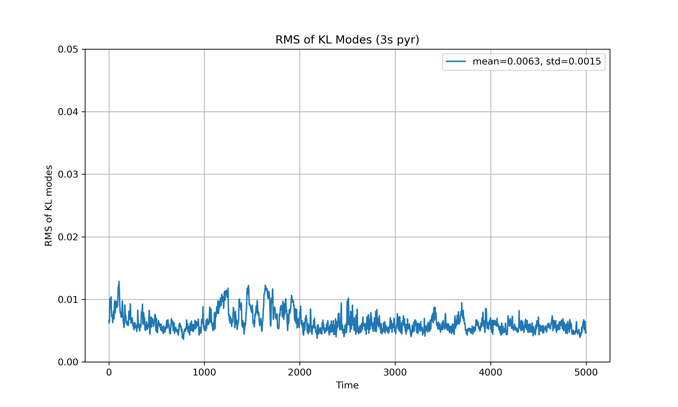 RMS of KL Modes (3s pyr)
mean=0.0063, std=0.0015
RMS of KL modes
0.05
0.04
0.03
0.02
0.01
0.00
0 1000 2000 3000 4000 5000
Time